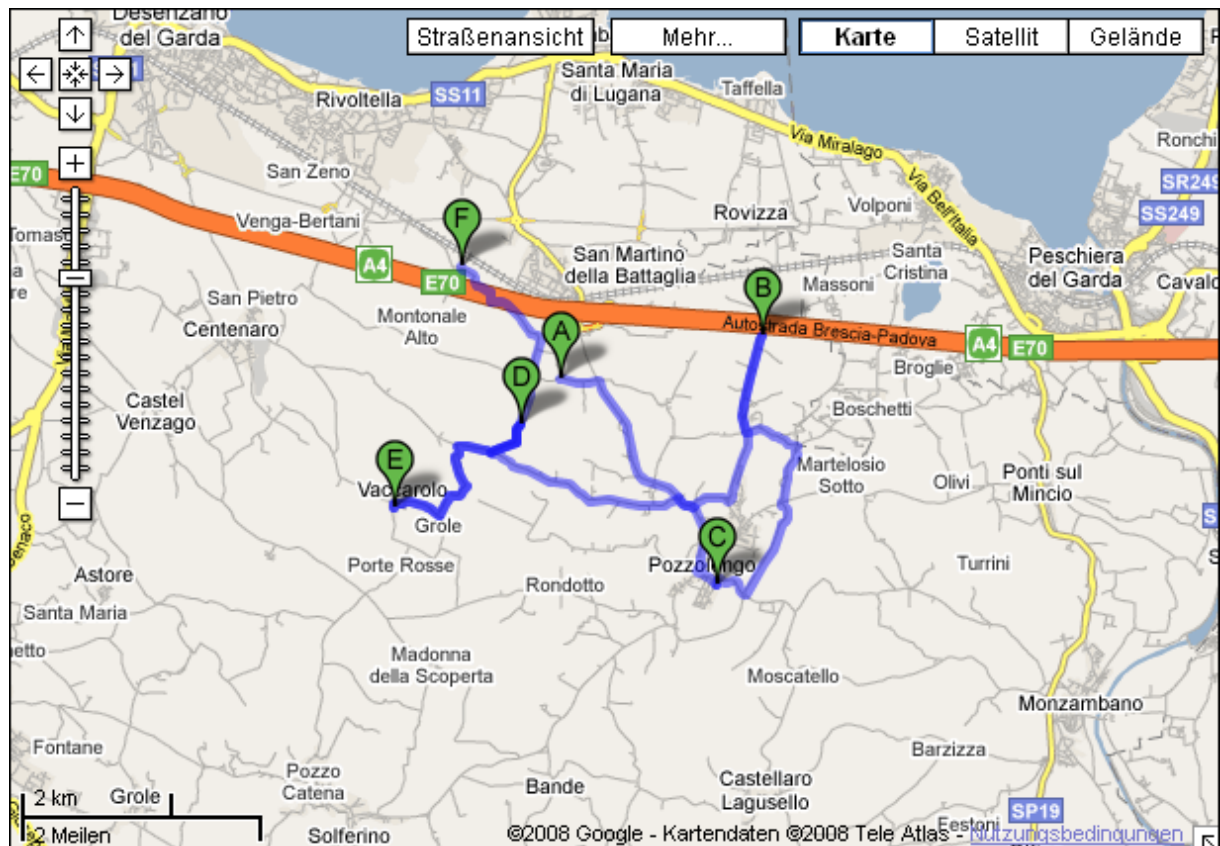 Desenzano
del Garda
Straßenansicht
Mehr...
Karte
Satellit
Gelände
Santa Maria
di Lugana
Taffella
Rivoltella
SS11
Via Miralago
Ronchi
San Zeno
E70
SR249
Via Bell'Italia
SS249
Venga-Bertani
F
Rovizza
Volponi
Tomas
San Martino
della Battaglia
Santa
Cristina
Peschiera
del Garda
A4
E70
B
Massoni
Cavalc
San Pietro
Centenaro
Montonale
Alto
A
Autostrada Brescia-Padova
A4
E70
Broglie
D
Castel
Venzago
Boschetti
E
Vaccarolo
Martelosio
Sotto
Olivi
Ponti sul
Mincio
Grole
C
Porte Rosse
Pozzolengo
Turrini
Astore
Rondotto
Santa Maria
Madonna
della Scoperta
Moscatello
Monzambano
Fontane
Barzizza
Pozzo
Catena
Bande
Castellaro
Lagusello
2 km
Grole
SP19
2 Meilen
Solferino
©2008 Google - Kartendaten ©2008 Tele Atlas - Nutzungsbedingungen
Festoni